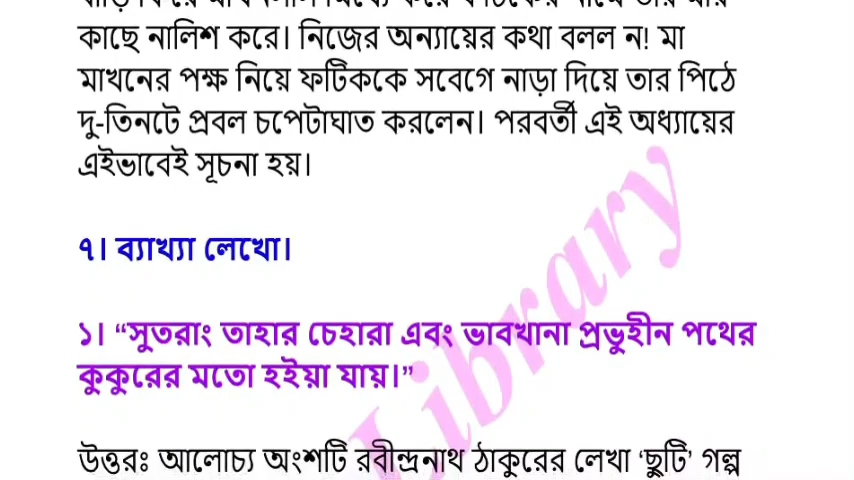 কাছে নালিশ করে। নিজের অন্যায়ের কথা বলল ন! মা
মাখনের পক্ষ নিয়ে ফটিককে সবেগে নাড়া দিয়ে তার পিঠে
দু-তিনটে প্রবল চপেটাঘাত করলেন। পরবর্তী এই অধ্যায়ের
এইভাবেই সূচনা হয়।
৭। ব্যাখ্যা লেখো।
১। “সুতরাং তাহার চেহারা এবং ভাবখানা প্রভুহীন পথের
কুকুরের মতো হইয়া যায়।”
উত্তরঃ আলোচ্য অংশটি রবীন্দ্রনাথ ঠাকুরের লেখা ‘ছুটি’ গল্প
Library